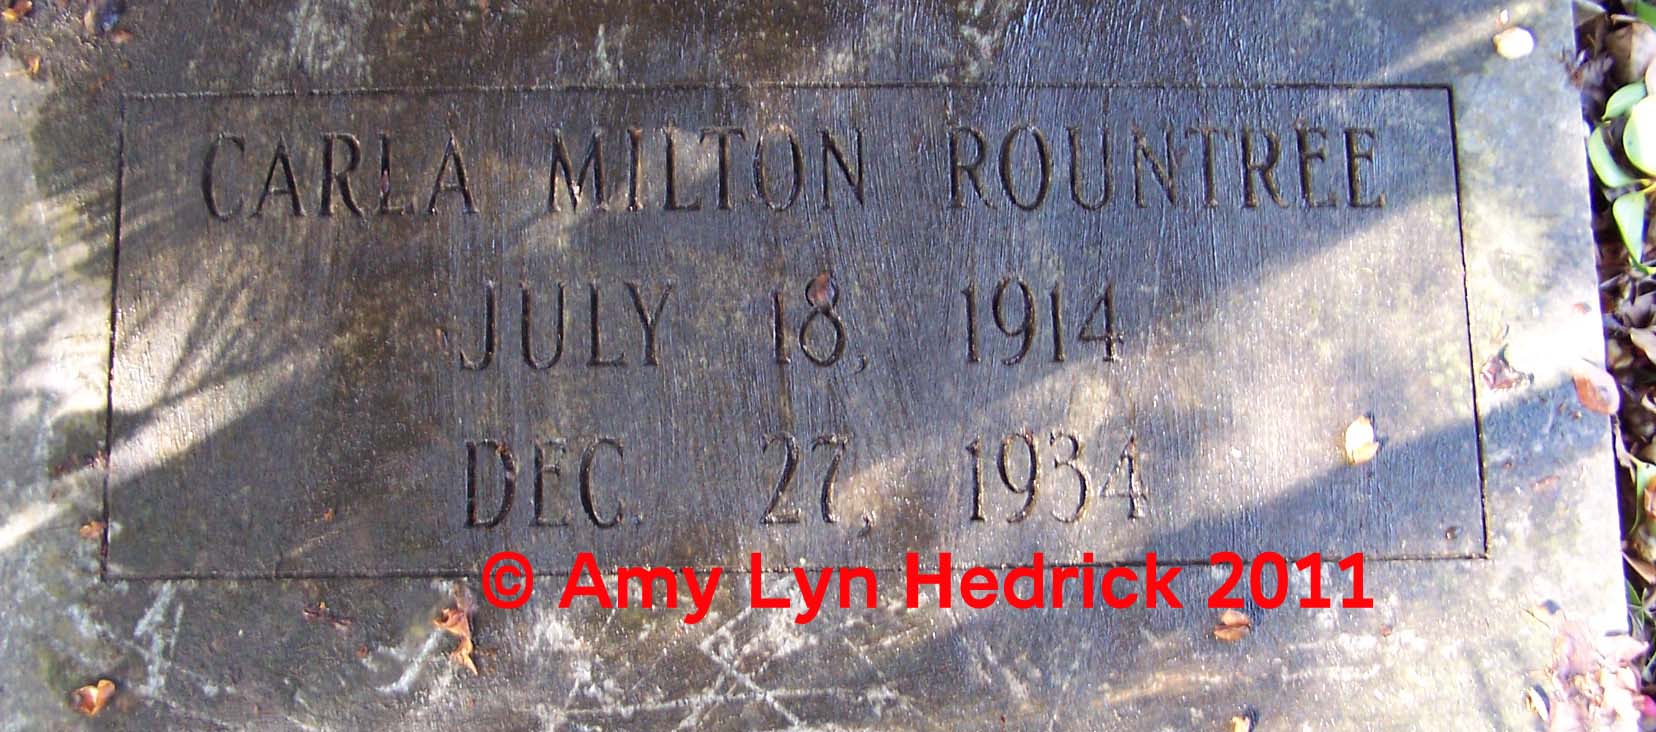 CARLA MILTON ROUNTREE
JULY 18, 1914
DEC. 27, 1934
© Amy Lyn Hedrick 2011